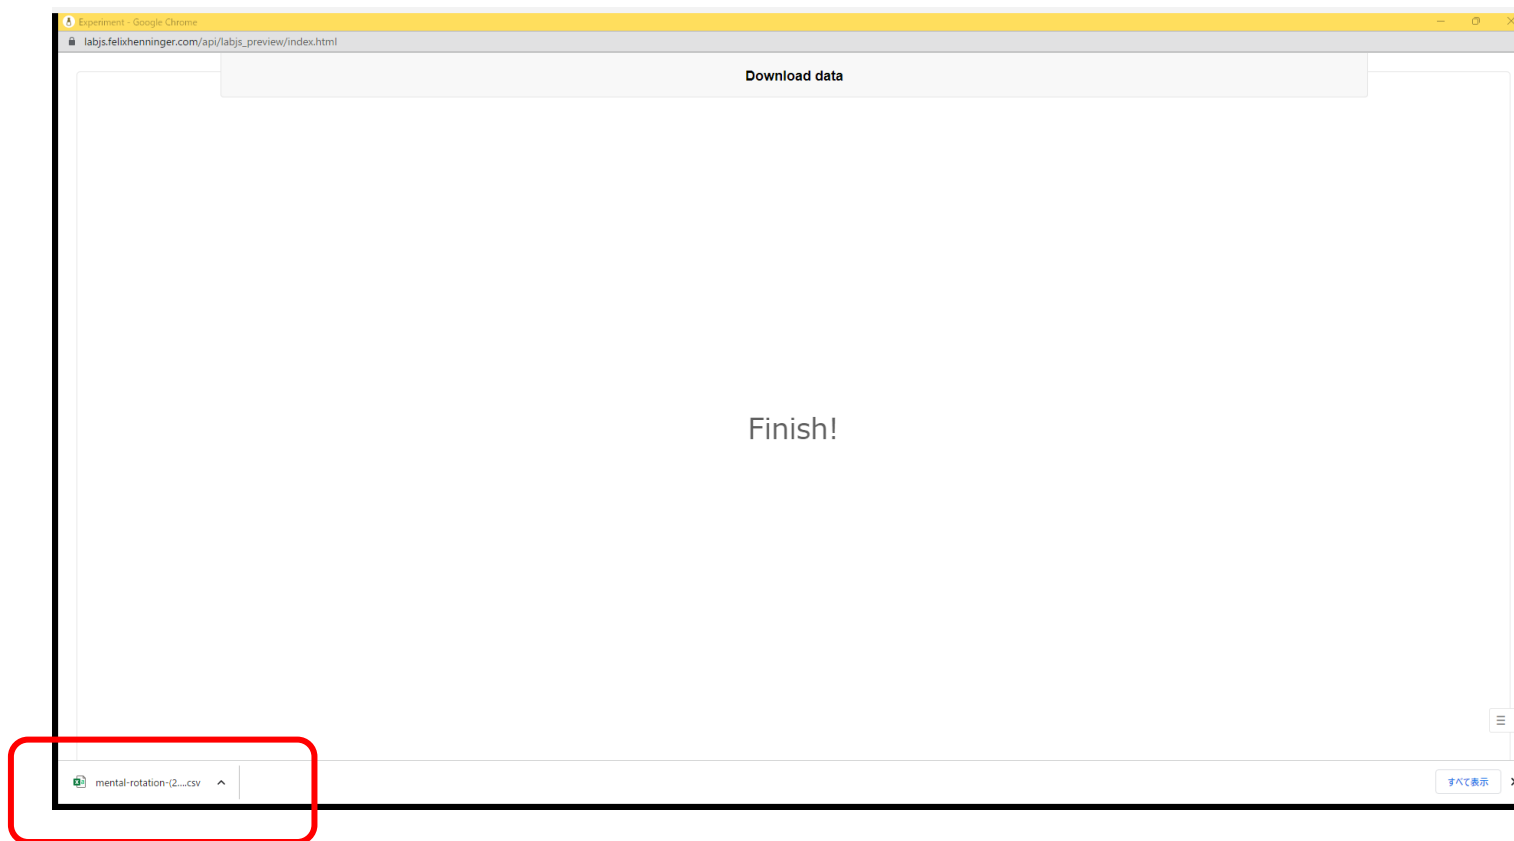 Experiment - Google Chrome
labjs.felixhenninger.com/api/labjs_preview/index.html
Download data
Finish!
mental-rotation-(2....csv
すべて表示